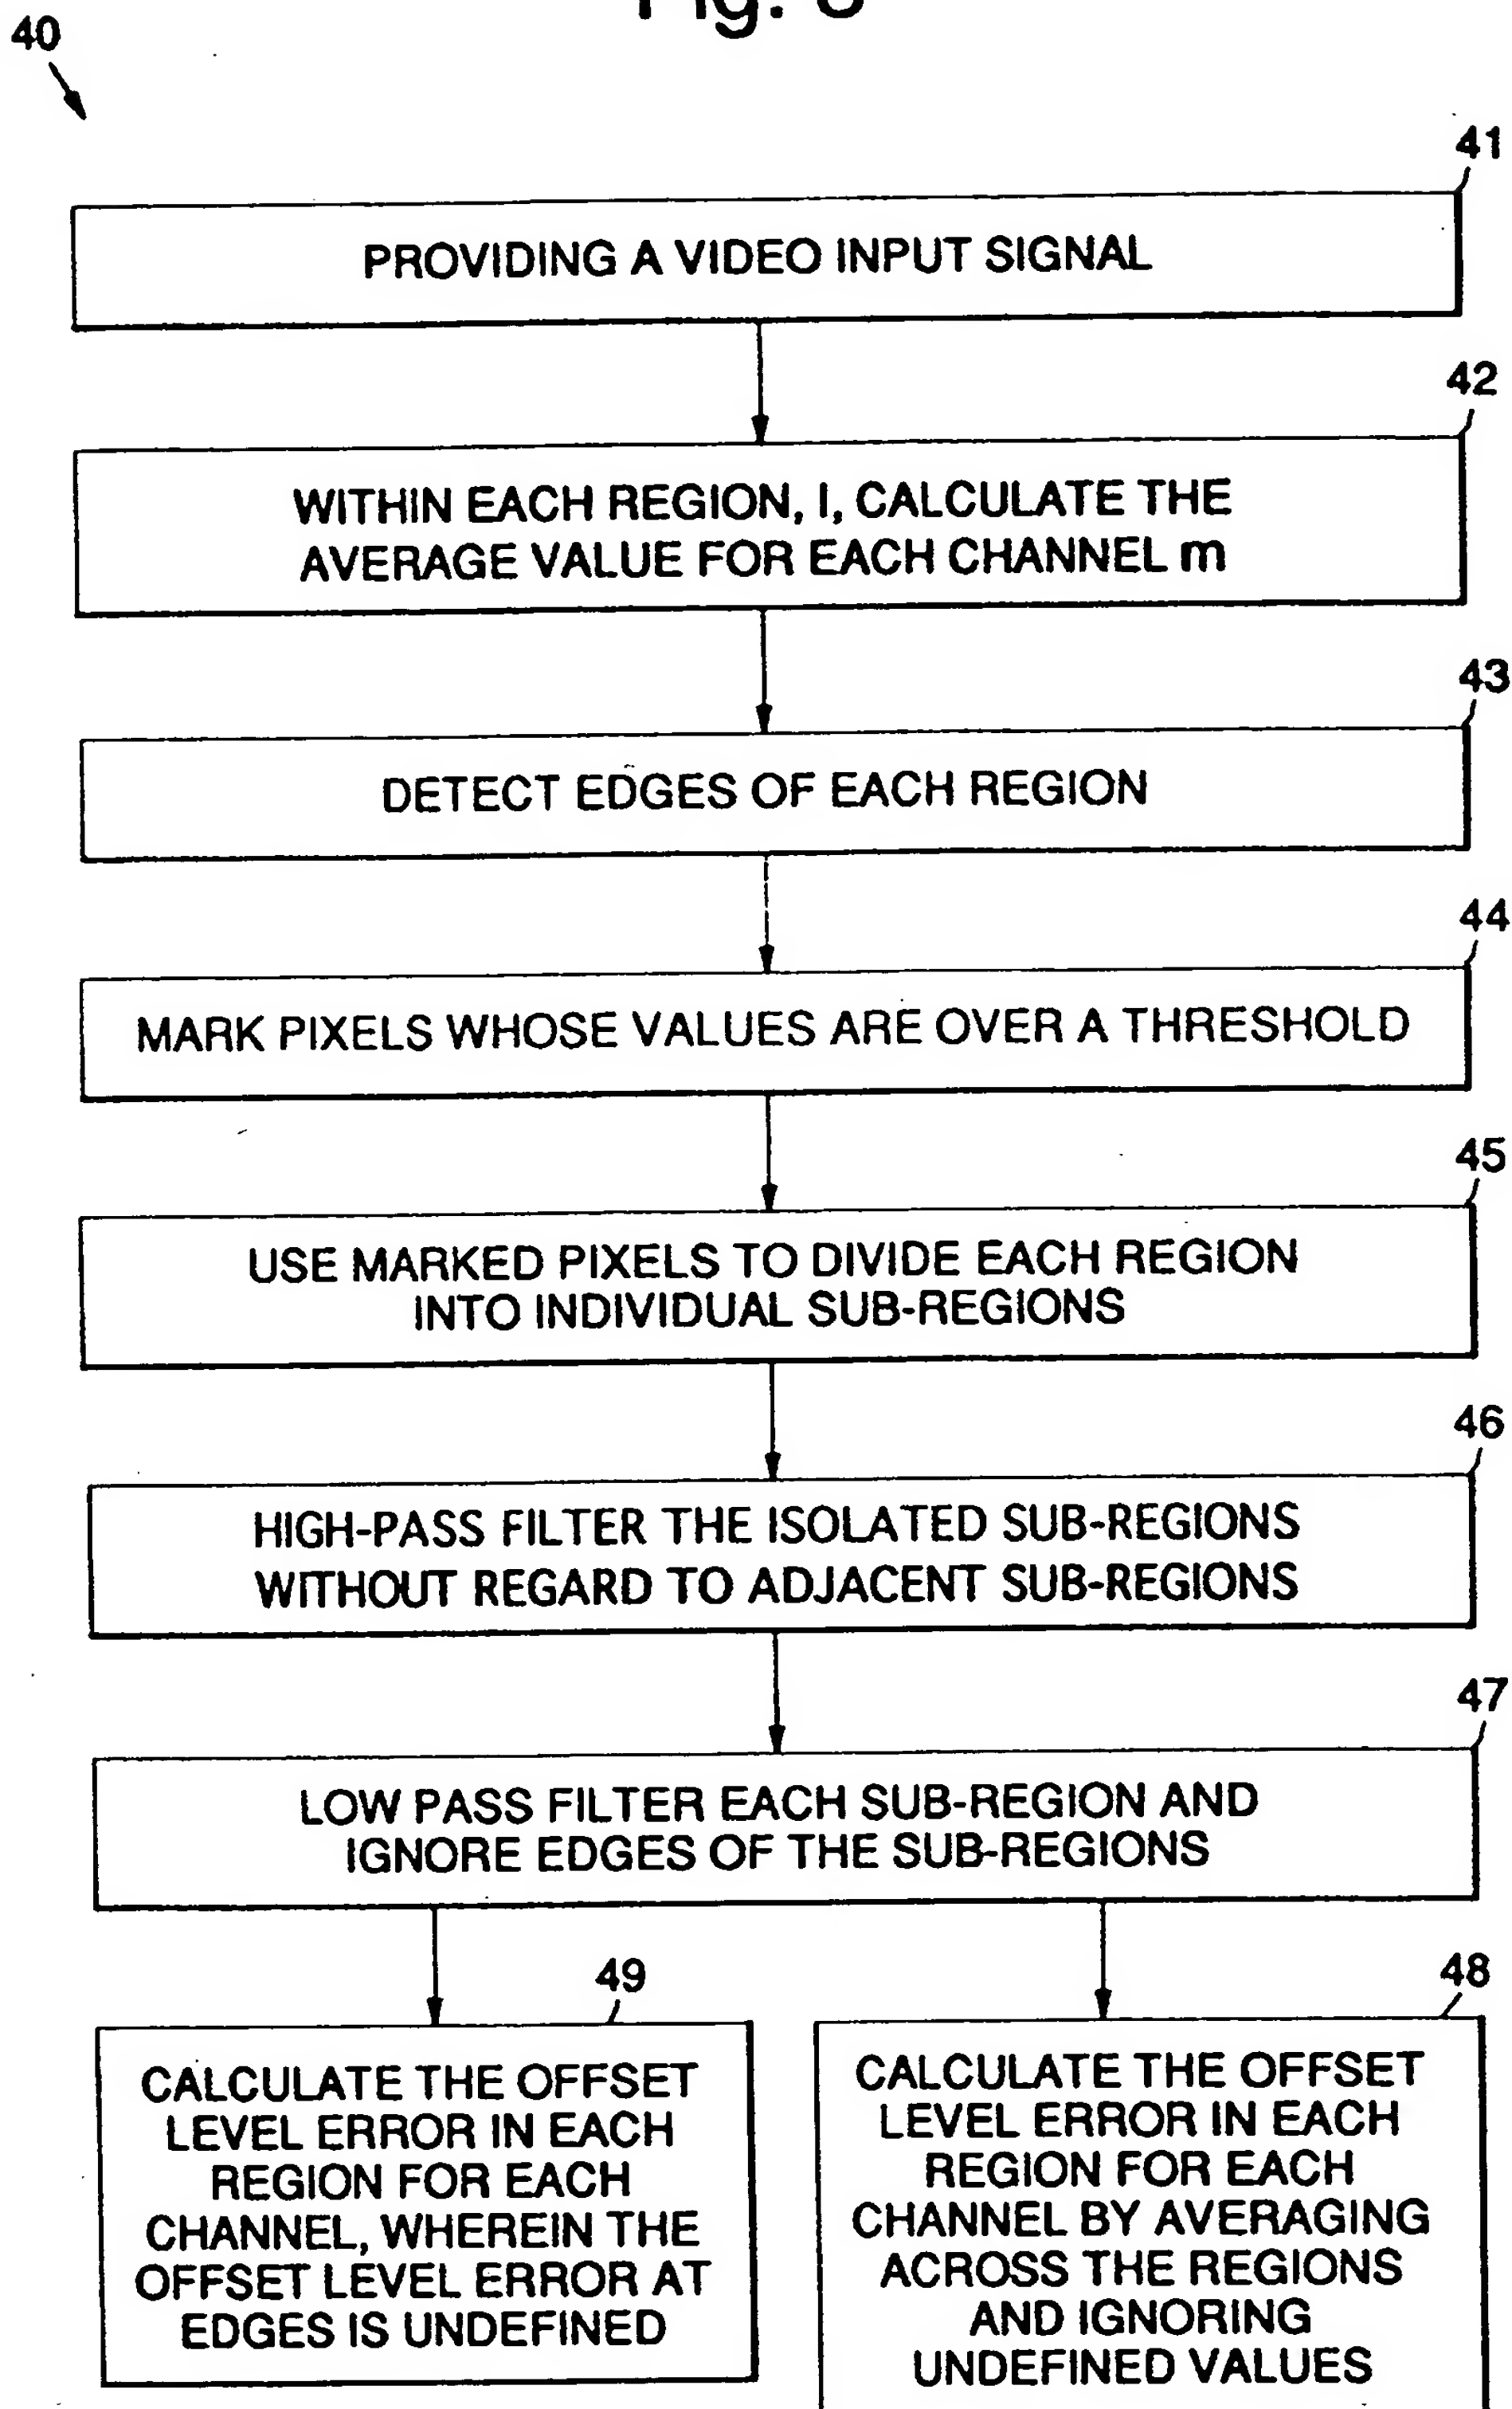 40
41
PROVIDING A VIDEO INPUT SIGNAL
42
WITHIN EACH REGION, I, CALCULATE THE
AVERAGE VALUE FOR EACH CHANNEL m
43
DETECT EDGES OF EACH REGION
44
MARK PIXELS WHOSE VALUES ARE OVER A THRESHOLD
45
USE MARKED PIXELS TO DIVIDE EACH REGION
INTO INDIVIDUAL SUB-REGIONS
46
HIGH-PASS FILTER THE ISOLATED SUB-REGIONS
WITHOUT REGARD TO ADJACENT SUB-REGIONS
47
LOW PASS FILTER EACH SUB-REGION AND
IGNORE EDGES OF THE SUB-REGIONS
49
CALCULATE THE OFFSET
LEVEL ERROR IN EACH
REGION FOR EACH
CHANNEL, WHEREIN THE
OFFSET LEVEL ERROR AT
EDGES IS UNDEFINED
48
CALCULATE THE OFFSET
LEVEL ERROR IN EACH
REGION FOR EACH
CHANNEL BY AVERAGING
ACROSS THE REGIONS
AND IGNORING
UNDEFINED VALUES